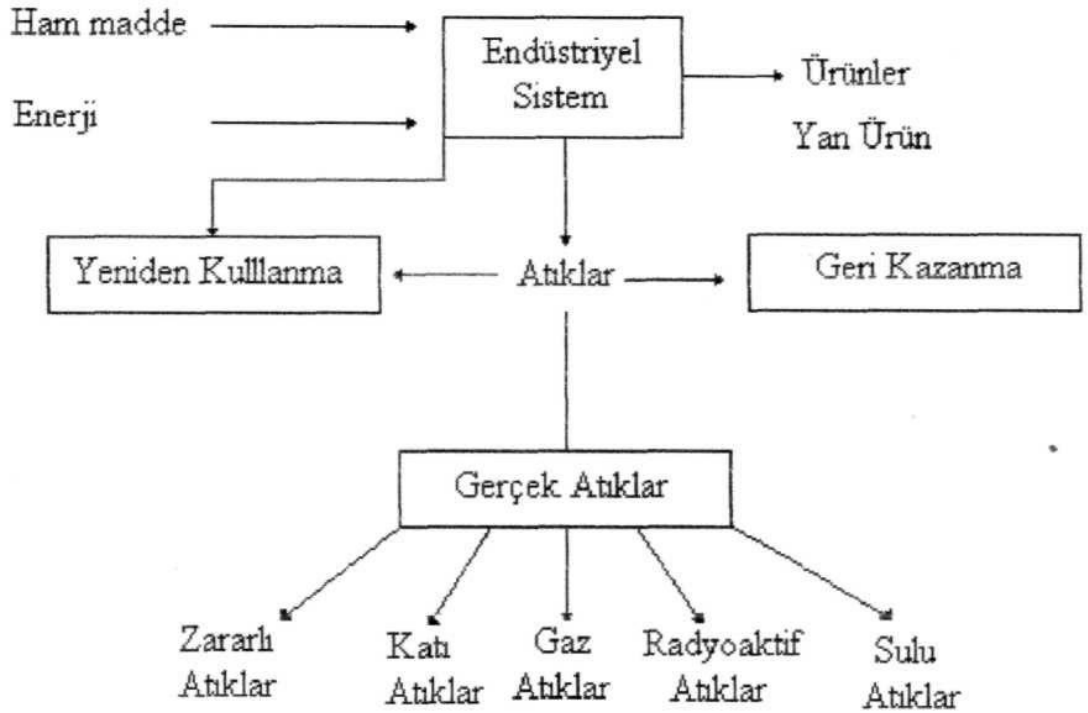 Ham madde
Endüstriyel
Sistem
Ürünler
Enerji
Yan Ürün
Yeniden Kulllanma
Atıklar
Geri Kazanma
Gerçek Atıklar
Zararlı
Atıklar
Katı
Atıklar
Gaz
Atıklar
Radyoaktif
Atıklar
Sulu
Atıklar